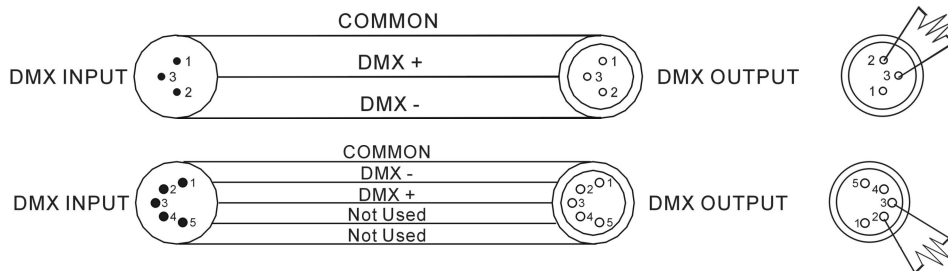 COMMON
DMX INPUT 1 3 2 DMX + 1 3 2 DMX OUTPUT 2 3 1
DMX -
COMMON
DMX -
DMX INPUT 1 2 3 4 5 DMX + 1 2 3 4 5 DMX OUTPUT 5 4 3 2 1
Not Used
Not Used